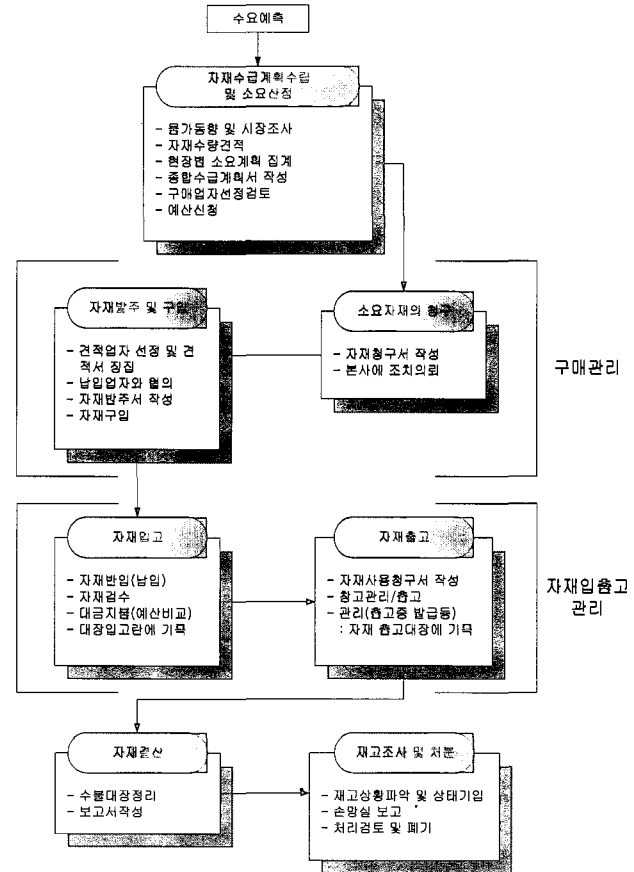 수요예측
자재수급계획수립
및 소요산정
- 물가동향 및 시장조사
- 자재수량견적
- 현장별 소요계획 집계
- 종합수급계획서 작성
- 구매업자선정검토
- 예산신청
자재발주 및 구입
- 견적업자 선정 및 견
적서 징집
- 납입업자와 협의
- 자재발주서 작성
- 자재구입
소요자재의 청구
- 자재청구서 작성
- 본사에 조치의뢰
구매관리
자재입고
- 자재반입(납입)
- 자재검수
- 대금지불(예산비교)
- 대장입고란에 기록
자재출고
- 자재사용청구서 작성
- 창고관리/출고
- 관리(출고증 발급등)
: 자재 출고대장에 기록
자재입출고
관리
자재결산
- 수불대장정리
- 보고서작성
재고조사 및 처분
- 재고상황파악 및 상태기입
- 손망실 보고
- 처리검토 및 폐기